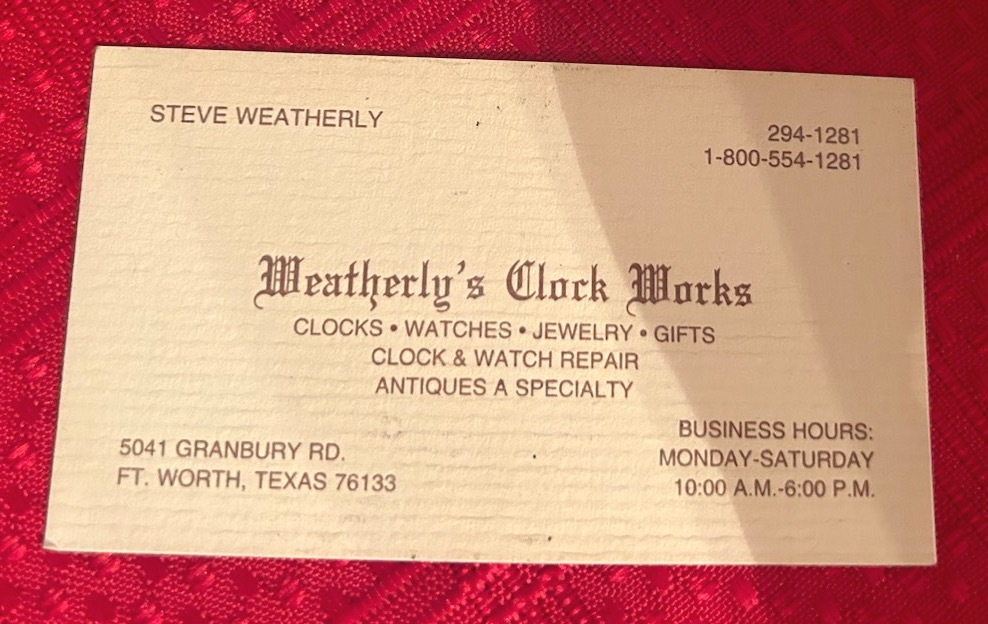 STEVE WEATHERLY
294-1281
1-800-554-1281
Weatherly's Clock Works
CLOCKS • WATCHES • JEWELRY • GIFTS
CLOCK & WATCH REPAIR
ANTIQUES A SPECIALTY
5041 GRANBURY RD.
FT. WORTH, TEXAS 76133
BUSINESS HOURS:
MONDAY-SATURDAY
10:00 A.M.-6:00 P.M.